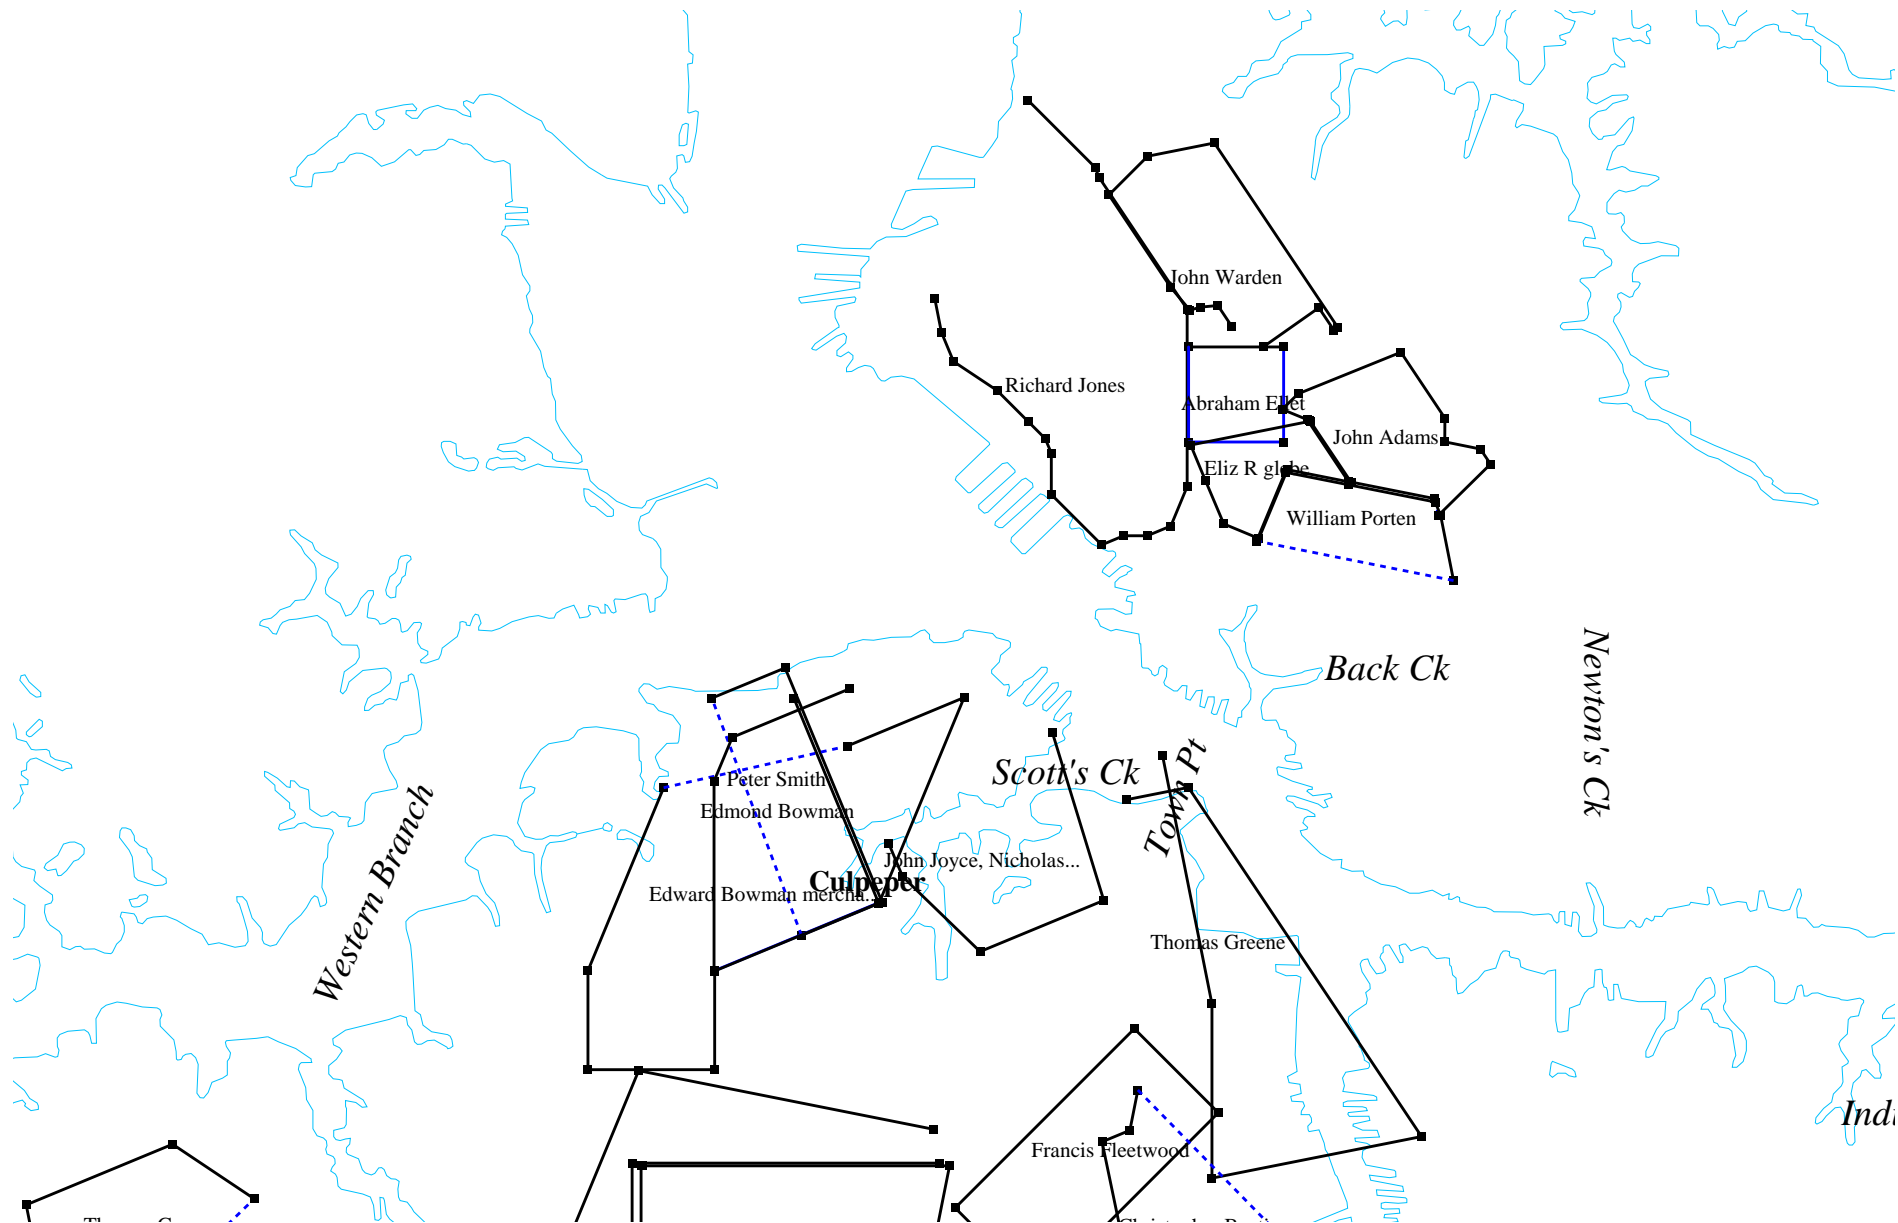 John Warden
Richard Jones
Abraham Ellet
John Adams
Eliz R glebe
William Porten
Back Ck
Newton's Ck
Scott's Ck
Town Pt
Peter Smith
Edmond Bowman
Western Branch
John Joyce, Nicholas...
Culpeper
Edward Bowman mercha...
Thomas Greene
Indi
Francis Fleetwood